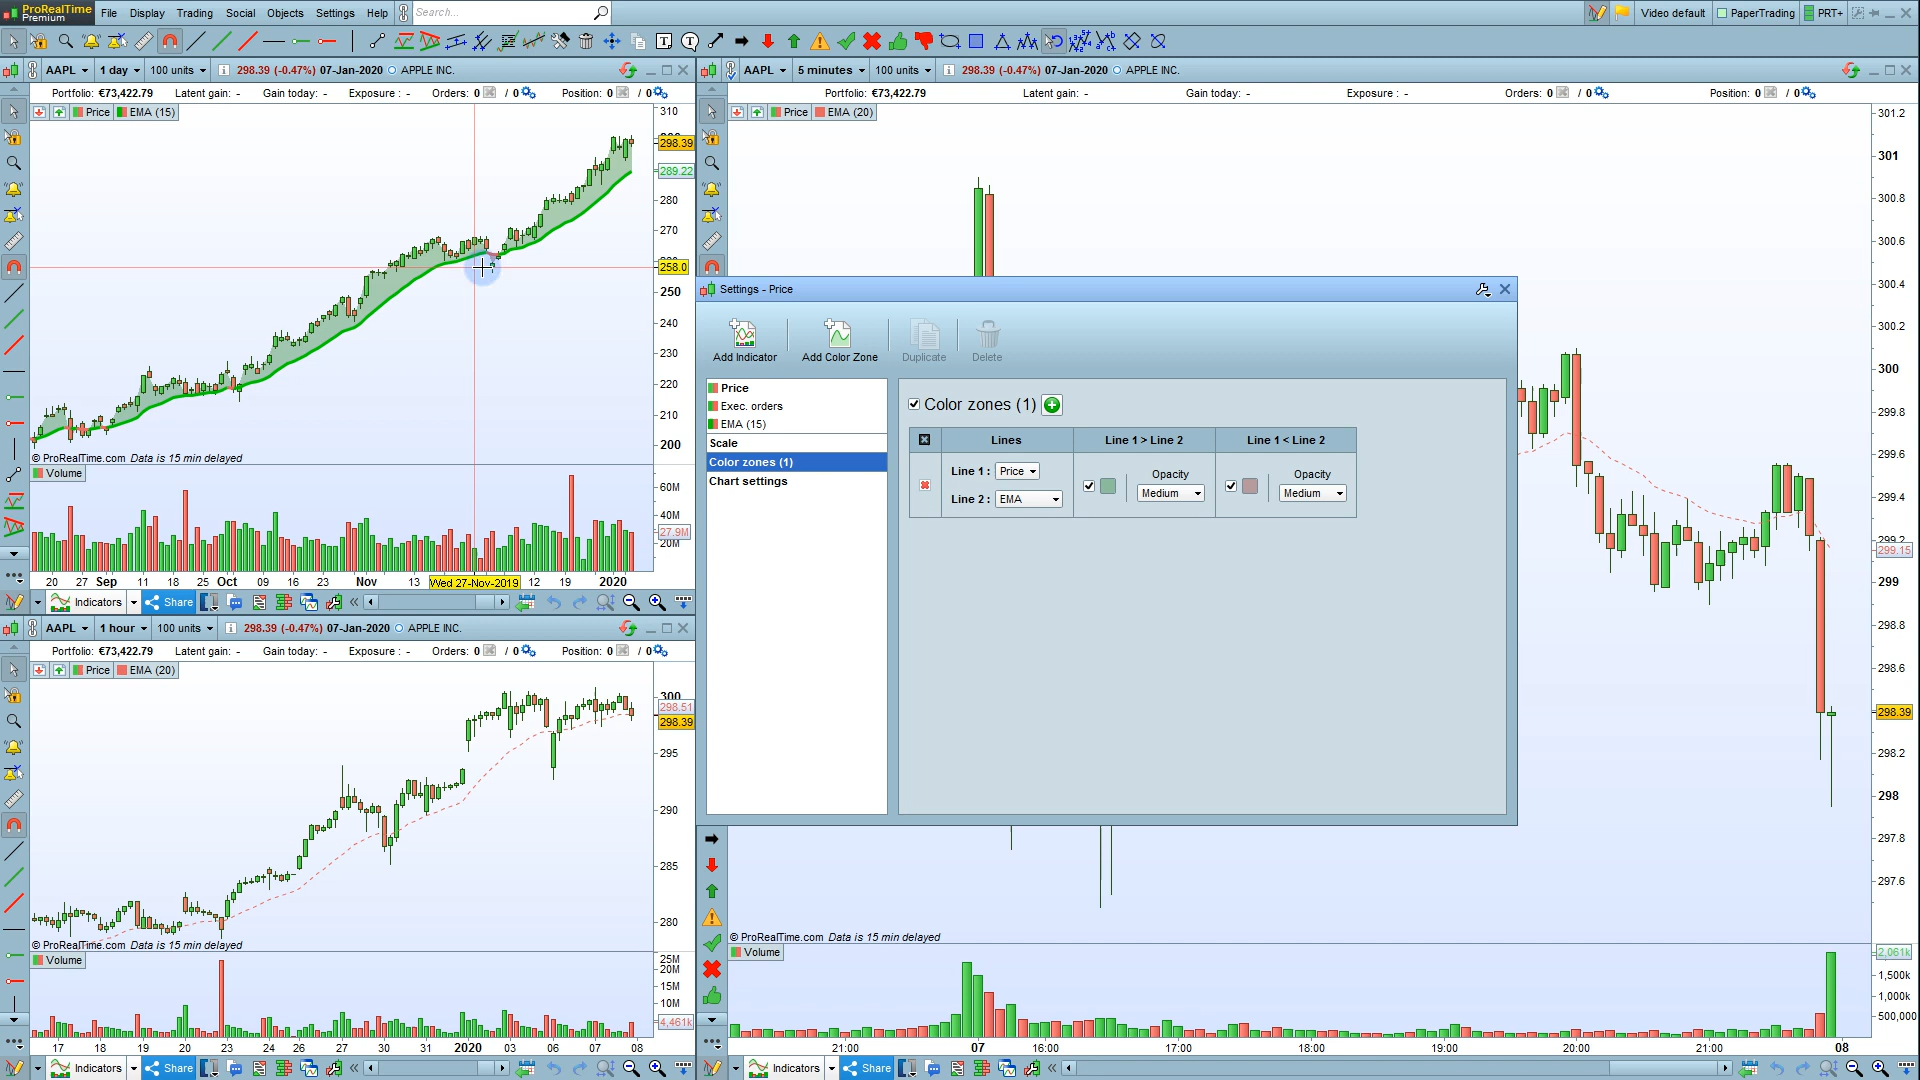 ProRealTime
Premium
File Display Trading Social Objects Settings Help Search...
Video default PaperTrading PRT+
AAPL 1 day 100 units 298.39 (-0.47%) 07-Jan-2020 APPLE INC.
Portfolio: €73,422.79 Latent gain: - Gain today: - Exposure : - Orders: 0 / 0 Position: 0 / 0
Price EMA (15)
310
298.39
289.22
280
270
258.0
250
240
230
220
210
200
© ProRealTime.com Data is 15 min delayed
Volume
60M
40M
27.9M
20M
20 27 Sep 11 18 25 Oct 09 16 23 Nov 13 Wed 27-Nov-2019 12 19 2020
Indicators Share
AAPL 1 hour 100 units 298.39 (-0.47%) 07-Jan-2020 APPLE INC.
Portfolio: €73,422.79 Latent gain: - Gain today: - Exposure : - Orders: 0 / 0 Position: 0 / 0
Price EMA (20)
300
298.51
298.39
295
290
285
280
© ProRealTime.com Data is 15 min delayed
Volume
25M
20M
15M
10M
4,461k
17 18 19 20 23 24 26 27 30 31 2020 03 06 07 08
Indicators Share
AAPL 5 minutes 100 units 298.39 (-0.47%) 07-Jan-2020 APPLE INC.
Portfolio: €73,422.79 Latent gain: - Gain today: - Exposure : - Orders: 0 / 0 Position: 0 / 0
Price EMA (20)
301.2
301
300.8
300.6
300.4
300.2
300
299.8
299.6
299.4
299.2
299.15
299
298.8
298.6
298.39
298.2
298
297.8
297.6
© ProRealTime.com Data is 15 min delayed
Volume
2,061k
1,500k
1,000k
500,000
21:00 07 16:00 17:00 18:00 19:00 20:00 21:00 08
Indicators Share
Settings - Price
Add Indicator Add Color Zone Duplicate Delete
Price
Exec. orders
EMA (15)
Scale
Color zones (1)
Chart settings
Color zones (1)
Lines Line 1 > Line 2 Line 1 < Line 2
Line 1 : Price Opacity Opacity
Line 2 : EMA Medium Medium